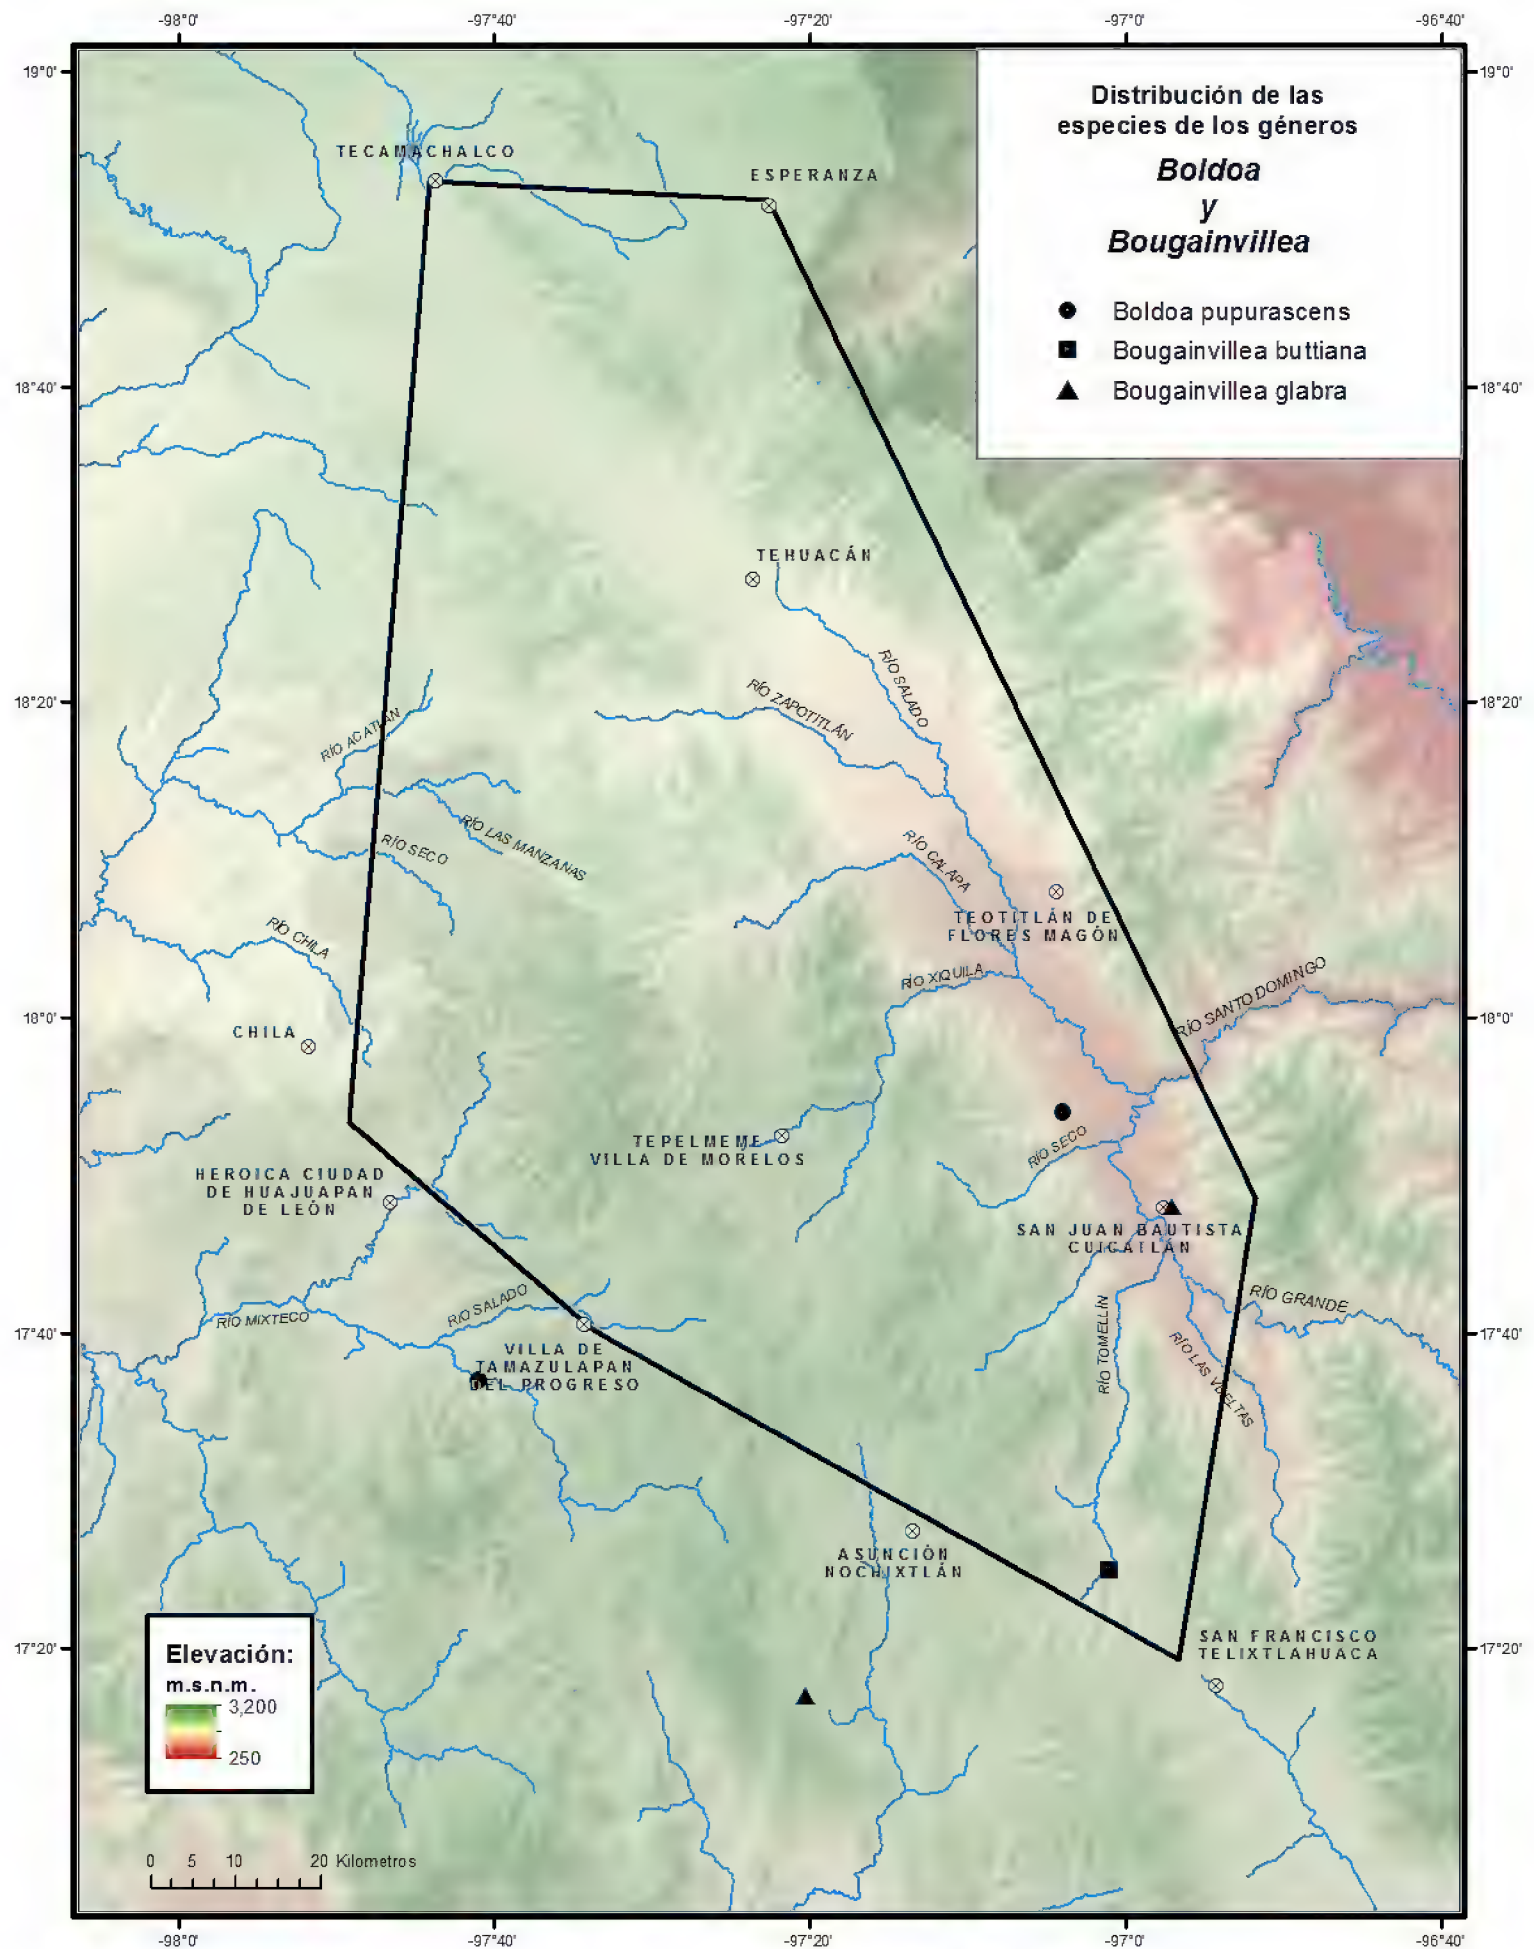 -98°0'
-97°40'
-97°20'
-97°0'
-96°40'
19°0'
19°0'
Distribución de las
especies de los géneros
Boldoa
y
Bougainvillea
Boldoa pupurascens
Bougainvillea buttiana
Bougainvillea glabra
TECAMACHALCO
ESPERANZA
18°40'
18°40'
TEHUACÁN
RÍO SALADO
RÍO ZAPOTITLÁN
18°20'
18°20'
RÍO ACATLÁN
RÍO LAS MANZANAS
RÍO SECO
RÍO CALAPA
TEOTITLÁN DE
FLORES MAGÓN
RÍO CHILA
RÍO XIQUILA
RÍO SANTO DOMINGO
18°0'
18°0'
CHILA
TEPELMEME
VILLA DE MORELOS
RÍO SECO
HEROICA CIUDAD
DE HUAJUAPAN
DE LEÓN
SAN JUAN BAUTISTA
CUICATLÁN
RÍO MIXTECO
RÍO SALADO
RÍO GRANDE
17°40'
17°40'
VILLA DE
TAMAZULAPAN
DEL PROGRESO
RÍO TOMELLÍN
RÍO LAS VUELTAS
ASUNCIÓN
NOCHIXTLÁN
SAN FRANCISCO
TELIXTLAHUACA
17°20'
17°20'
Elevación:
m.s.n.m.
3,200
250
0 5 10 20 Kilometros
-98°0'
-97°40'
-97°20'
-97°0'
-96°40'